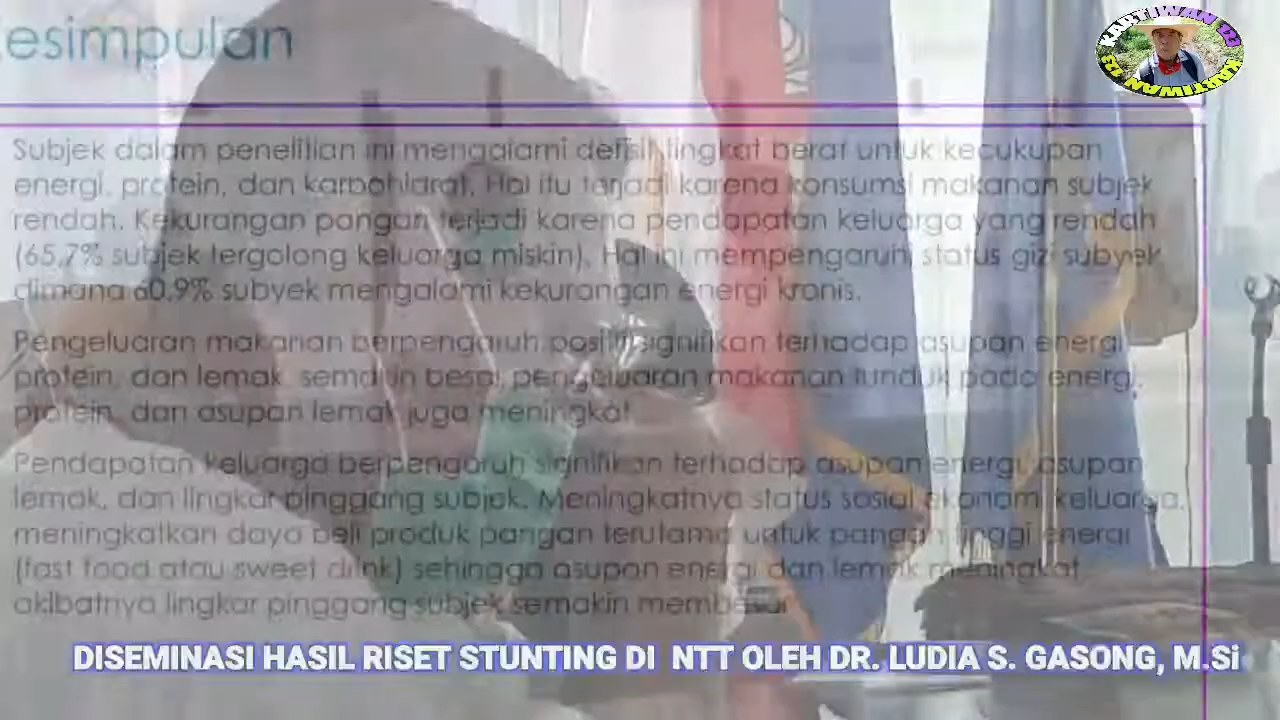 KARTIWAN 123
KARTIWAN 123
esimpulan
Subjek dalam penelitian ini mengalami defisit tingkat berat untuk kecukupan
energi, protein, dan karbohidrat. Hal itu terjadi karena konsumsi makanan subjek
rendah. Kekurangan pangan terjadi karena pendapatan keluarga yang rendah
(65,7% subjek tergolong keluarga miskin). Hal ini mempengaruhi status gizi subyek
dimana 60,9% subyek mengalami kekurangan energi kronis.
Pengeluaran makanan berpengaruh positif signifikan terhadap asupan energi
protein, dan lemak, semakin besar pengeluaran makanan tunduk pada energi,
protein, dan asupan lemak juga meningkat
Pendapatan keluarga berpengaruh signifikan terhadap asupan energi, asupan
lemak, dan lingkar pinggang subjek. Meningkatnya status sosial ekonomi keluarga,
meningkatkan daya beli produk pangan terutama untuk pangan tinggi energi
(fast food atau sweet drink) sehingga asupan energi dan lemak meningkat
akibatnya lingkar pinggang subjek semakin membesar
DISEMINASI HASIL RISET STUNTING DI NTT OLEH DR. LUDIA S. GASONG, M.Si